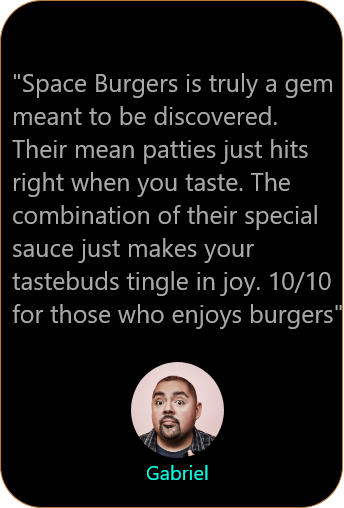 "Space Burgers is truly a gem
meant to be discovered.
Their mean patties just hits
right when you taste. The
combination of their special
sauce just makes your
tastebuds tingle in joy. 10/10
for those who enjoys burgers"
Gabriel